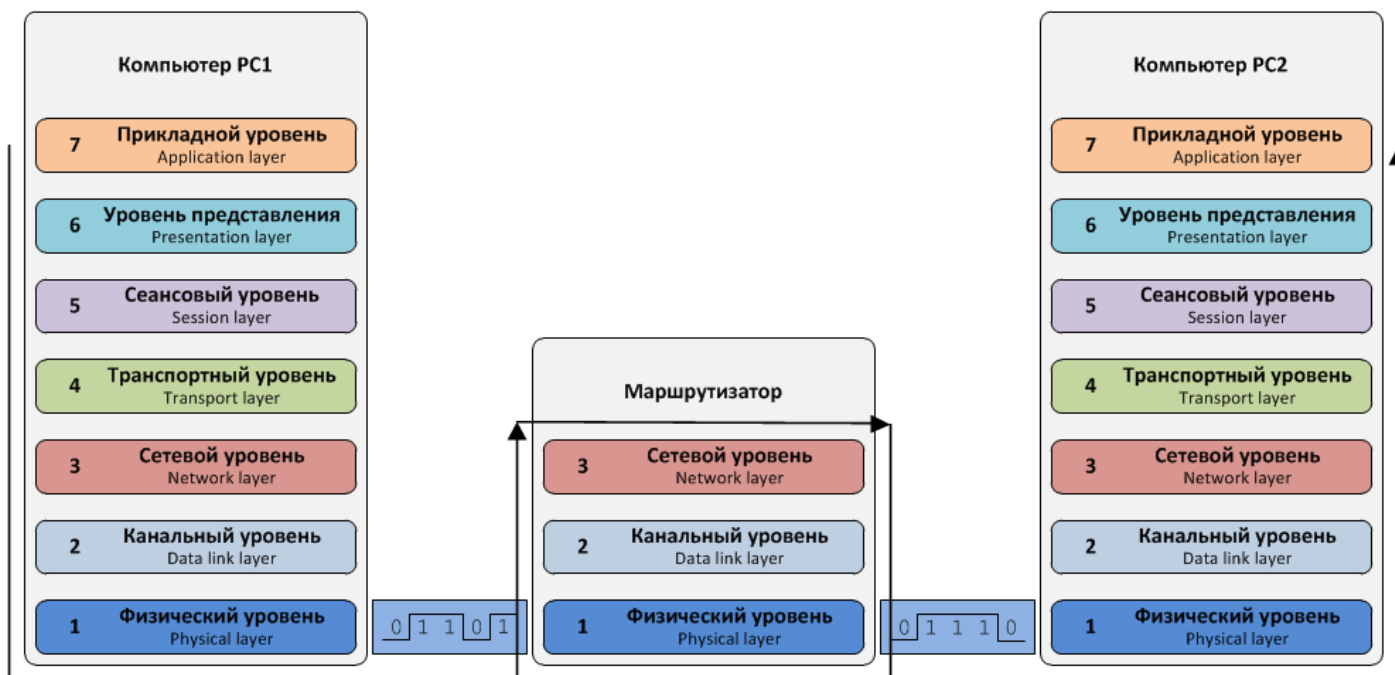 Компьютер PC1
7 Прикладной уровень
Application layer
6 Уровень представления
Presentation layer
5 Сеансовый уровень
Session layer
4 Транспортный уровень
Transport layer
3 Сетевой уровень
Network layer
2 Канальный уровень
Data link layer
1 Физический уровень
Physical layer
0 1 1 0 1
Маршрутизатор
3 Сетевой уровень
Network layer
2 Канальный уровень
Data link layer
1 Физический уровень
Physical layer
0 1 1 1 0
Компьютер PC2
7 Прикладной уровень
Application layer
6 Уровень представления
Presentation layer
5 Сеансовый уровень
Session layer
4 Транспортный уровень
Transport layer
3 Сетевой уровень
Network layer
2 Канальный уровень
Data link layer
1 Физический уровень
Physical layer